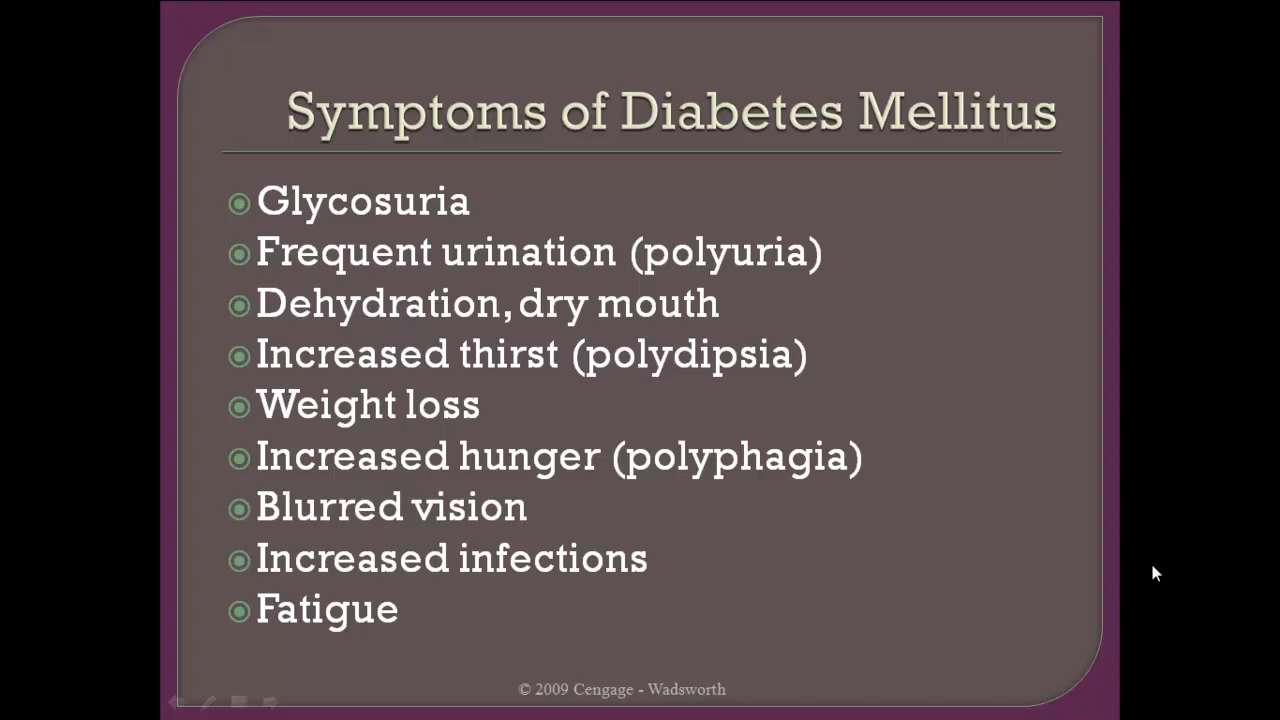 Symptoms of Diabetes Mellitus
Glycosuria
Frequent urination (polyuria)
Dehydration, dry mouth
Increased thirst (polydipsia)
Weight loss
Increased hunger (polyphagia)
Blurred vision
Increased infections
Fatigue
© 2009 Cengage - Wadsworth